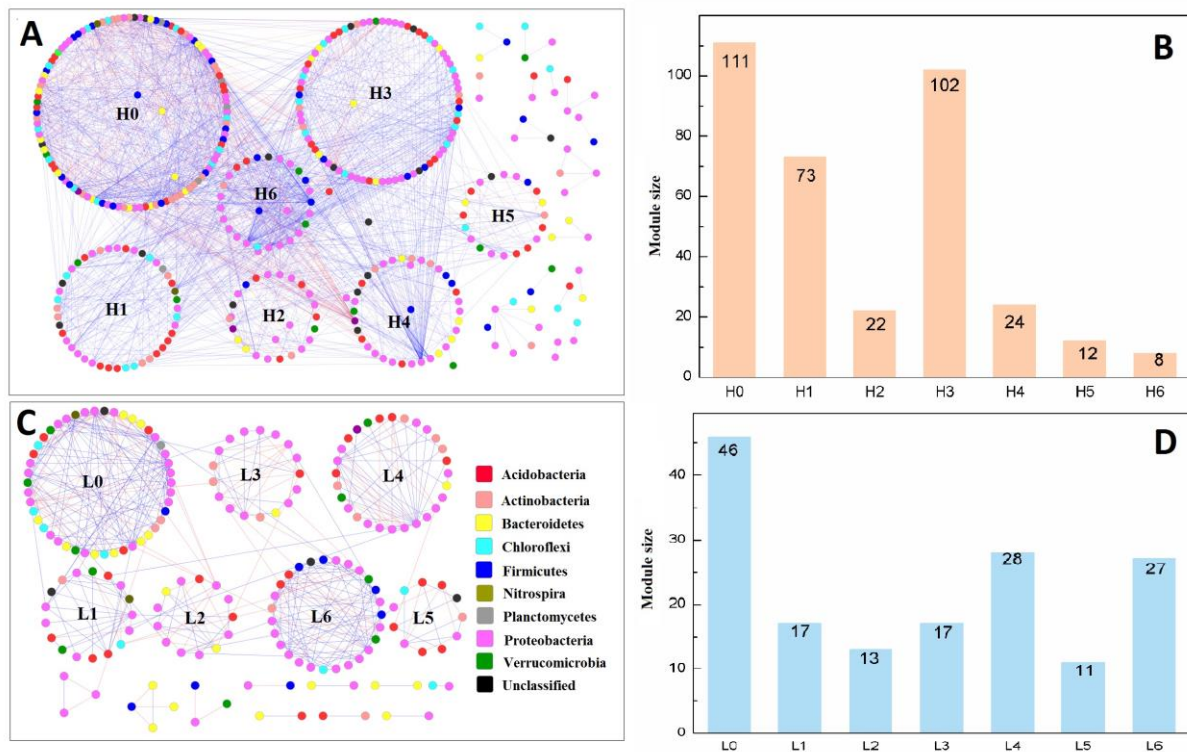 A
H0
H3
H6
H5
H1
H2
H4
B
Module size
100
80
60
40
20
0
111
73
22
102
24
12
8
H0 H1 H2 H3 H4 H5 H6
C
L0
L3
L4
L1
L2
L6
L5
Acidobacteria
Actinobacteria
Bacteroidetes
Chloroflexi
Firmicutes
Nitrospira
Planctomycetes
Proteobacteria
Verrucomicrobia
Unclassified
D
Module size
40
30
20
10
0
46
17
13
17
28
11
27
L0 L1 L2 L3 L4 L5 L6